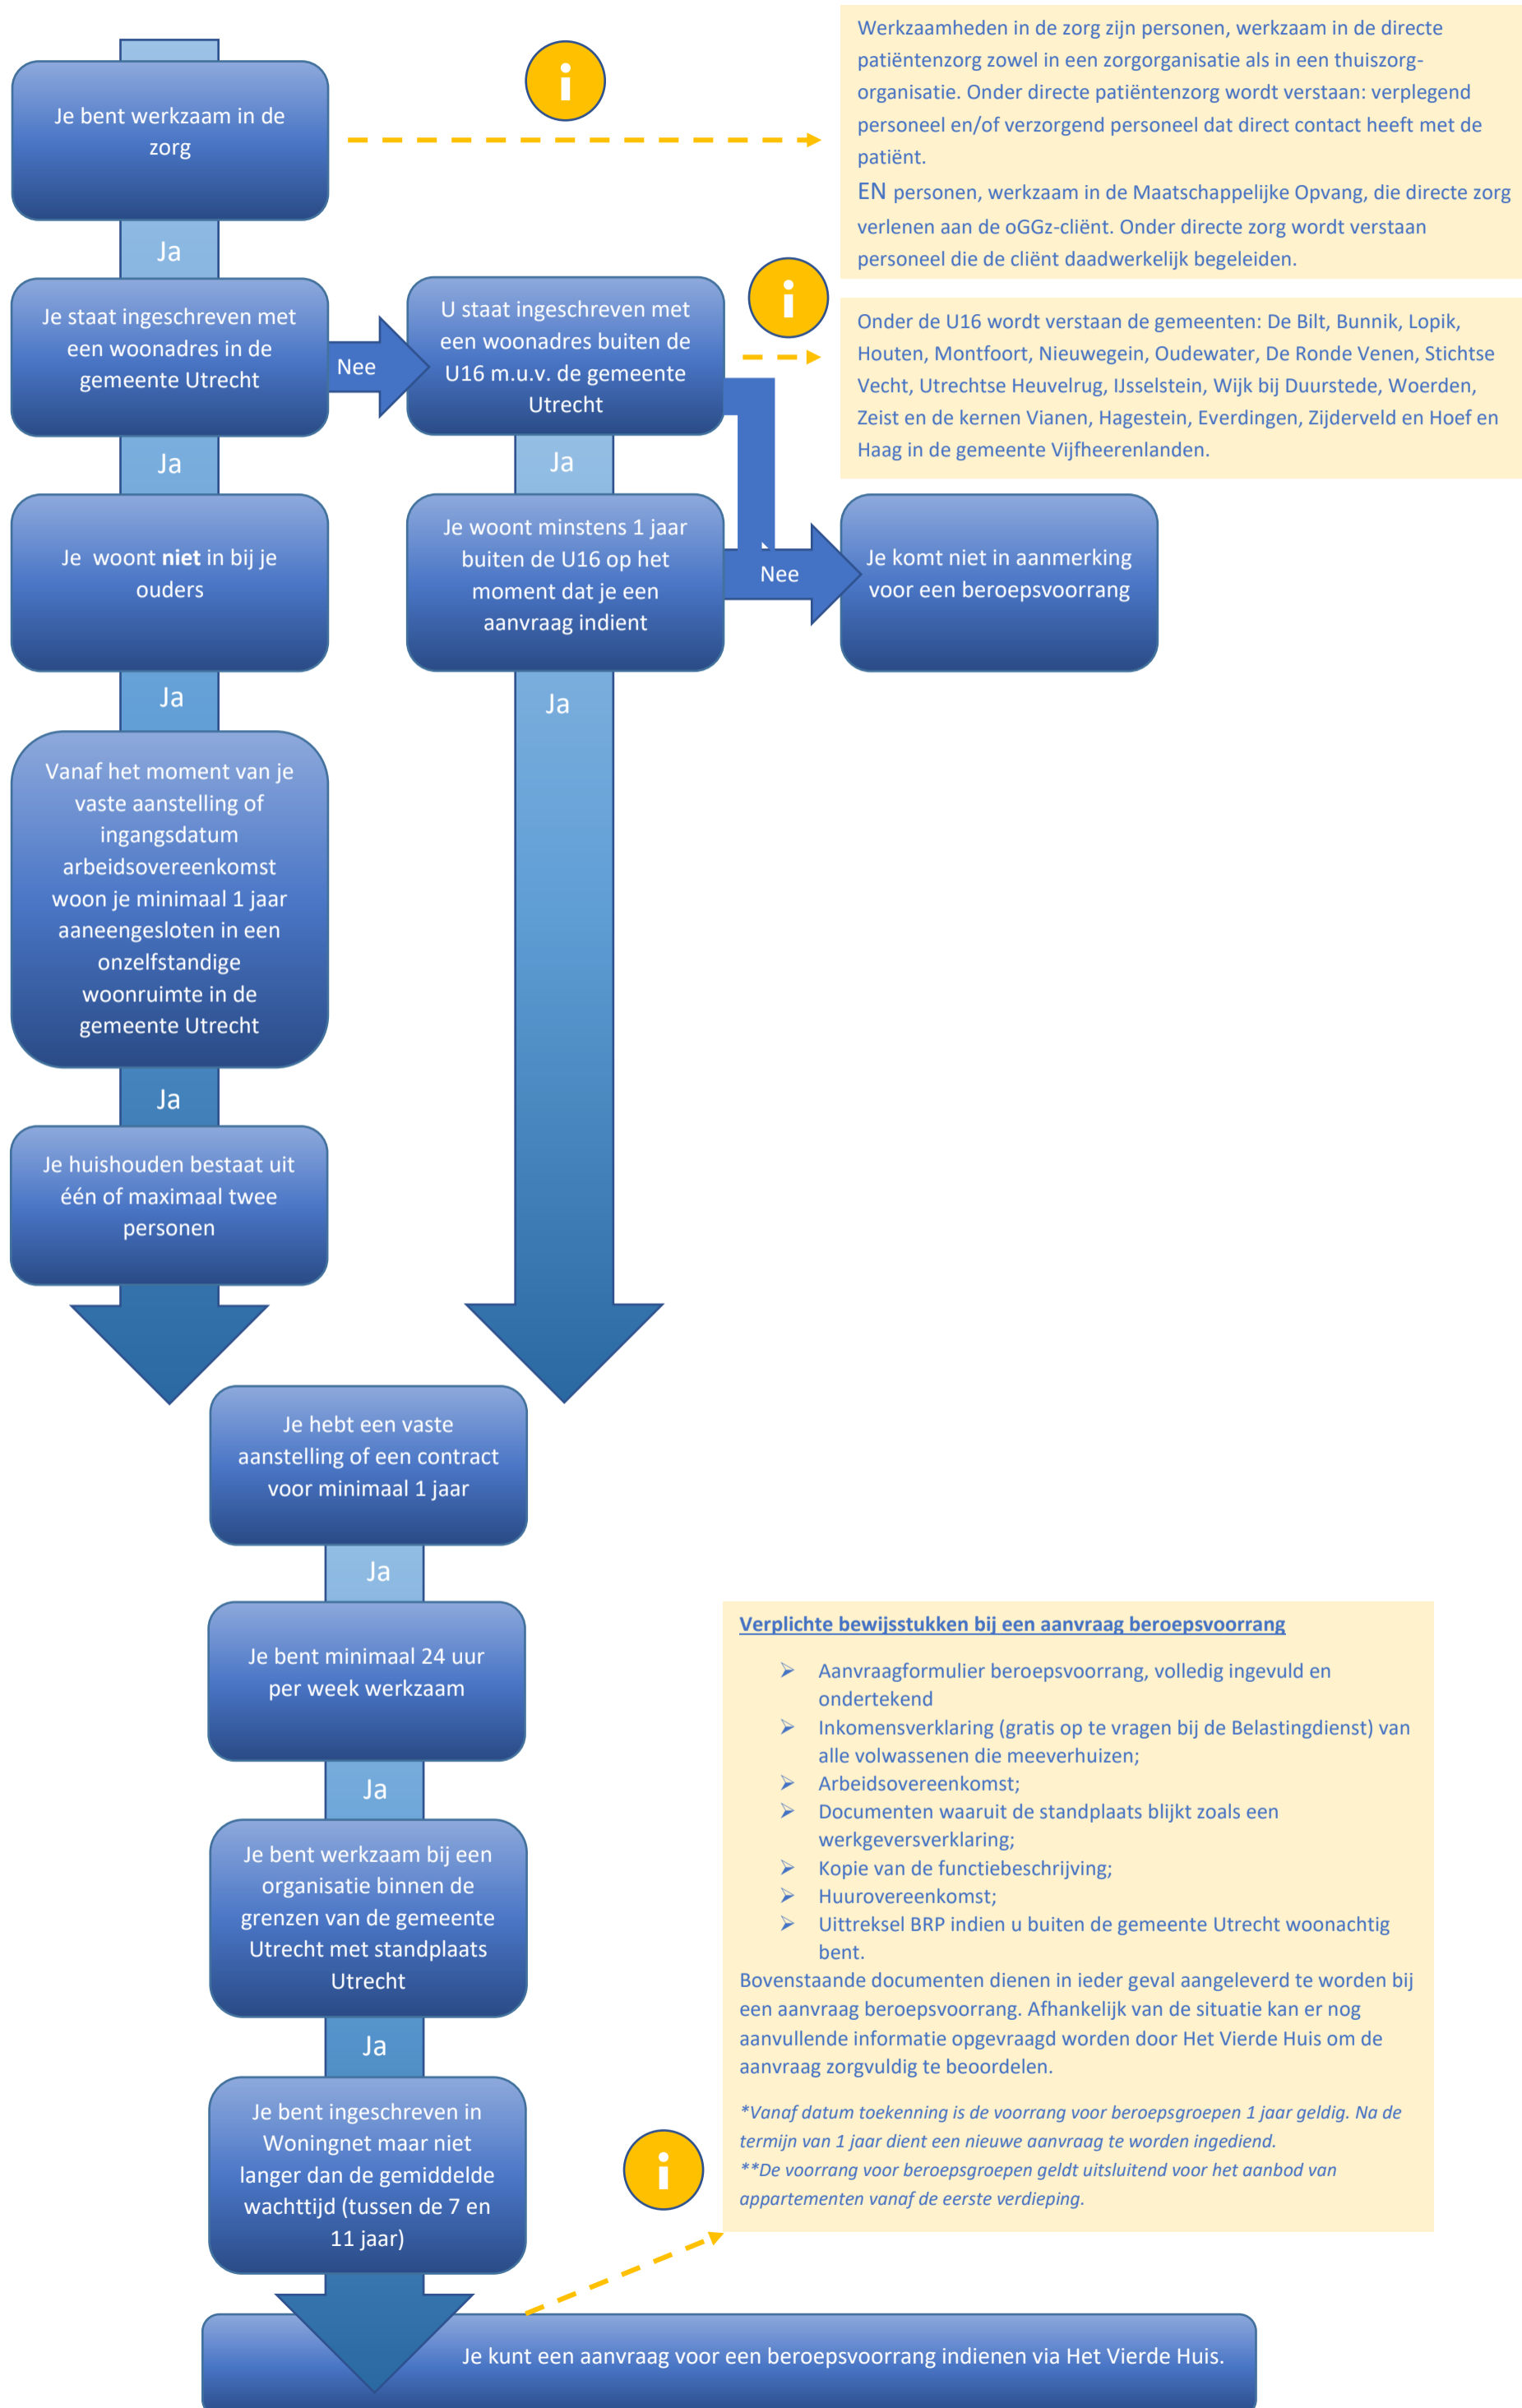 Je bent werkzaam in de
zorg
i
Werkzaamheden in de zorg zijn personen, werkzaam in de directe
patiëntenzorg zowel in een zorgorganisatie als in een thuiszorg-
organisatie. Onder directe patiëntenzorg wordt verstaan: verplegend
personeel en/of verzorgend personeel dat direct contact heeft met de
patiënt.
EN personen, werkzaam in de Maatschappelijke Opvang, die directe zorg
verlenen aan de oGGz-cliënt. Onder directe zorg wordt verstaan
personeel die de cliënt daadwerkelijk begeleiden.
Ja
Je staat ingeschreven met
een woonadres in de
gemeente Utrecht
Nee
U staat ingeschreven met
een woonadres buiten de
U16 m.u.v. de gemeente
Utrecht
i
Onder de U16 wordt verstaan de gemeenten: De Bilt, Bunnik, Lopik,
Houten, Montfoort, Nieuwegein, Oudewater, De Ronde Venen, Stichtse
Vecht, Utrechtse Heuvelrug, IJsselstein, Wijk bij Duurstede, Woerden,
Zeist en de kernen Vianen, Hagestein, Everdingen, Zijderveld en Hoef en
Haag in de gemeente Vijfheerenlanden.
Ja
Ja
Je woont niet in bij je
ouders
Je woont minstens 1 jaar
buiten de U16 op het
moment dat je een
aanvraag indient
Nee
Je komt niet in aanmerking
voor een beroepsvoorrang
Ja
Ja
Vanaf het moment van je
vaste aanstelling of
ingangsdatum
arbeidsovereenkomst
woon je minimaal 1 jaar
aaneengesloten in een
onzelfstandige
woonruimte in de
gemeente Utrecht
Ja
Je huishouden bestaat uit
één of maximaal twee
personen
Je hebt een vaste
aanstelling of een contract
voor minimaal 1 jaar
Ja
Je bent minimaal 24 uur
per week werkzaam
Ja
Je bent werkzaam bij een
organisatie binnen de
grenzen van de gemeente
Utrecht met standplaats
Utrecht
Ja
Je bent ingeschreven in
Woningnet maar niet
langer dan de gemiddelde
wachttijd (tussen de 7 en
11 jaar)
Verplichte bewijsstukken bij een aanvraag beroepsvoorrang
➢ Aanvraagformulier beroepsvoorrang, volledig ingevuld en
ondertekend
➢ Inkomensverklaring (gratis op te vragen bij de Belastingdienst) van
alle volwassenen die meeverhuizen;
➢ Arbeidsovereenkomst;
➢ Documenten waaruit de standplaats blijkt zoals een
werkgeversverklaring;
➢ Kopie van de functiebeschrijving;
➢ Huurovereenkomst;
➢ Uittreksel BRP indien u buiten de gemeente Utrecht woonachtig
bent.
Bovenstaande documenten dienen in ieder geval aangeleverd te worden bij
een aanvraag beroepsvoorrang. Afhankelijk van de situatie kan er nog
aanvullende informatie opgevraagd worden door Het Vierde Huis om de
aanvraag zorgvuldig te beoordelen.
*Vanaf datum toekenning is de voorrang voor beroepsgroepen 1 jaar geldig. Na de
termijn van 1 jaar dient een nieuwe aanvraag te worden ingediend.
**De voorrang voor beroepsgroepen geldt uitsluitend voor het aanbod van
appartementen vanaf de eerste verdieping.
i
Je kunt een aanvraag voor een beroepsvoorrang indienen via Het Vierde Huis.